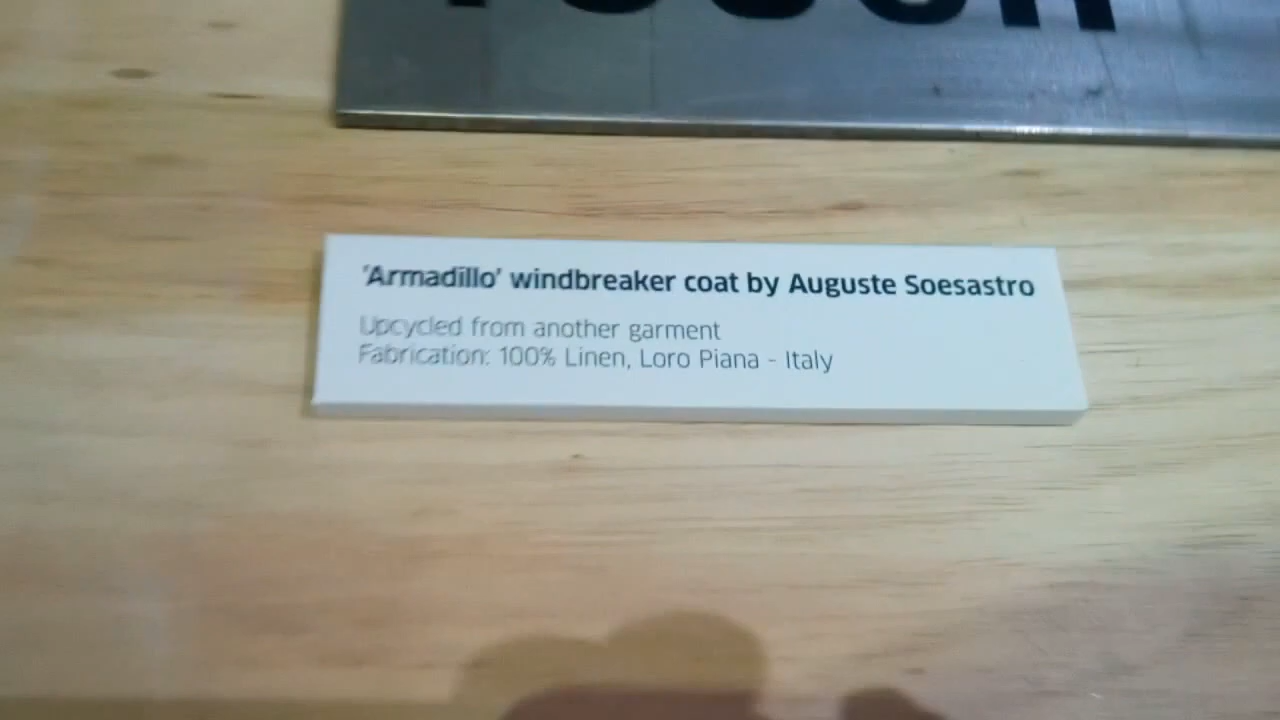 'Armadillo' windbreaker coat by Auguste Soesastro
Upcycled from another garment
Fabrication: 100% Linen, Loro Piana - Italy